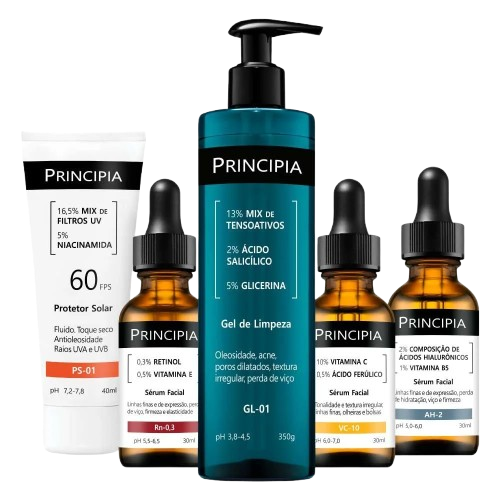 PRINCIPIA
16,5% MIX DE
FILTROS UV
5%
NIACINAMIDA
60
FPS
Protetor Solar
Fluido. Toque seco
Antioleosidade
Raios UVA e UVB
PS-01
pH 7,2-7,8 40ml
PRINCIPIA
0,3% RETINOL
0,5% VITAMINA E
Sérum Facial
Linhas finas e de expressão, perda
de viço, firmeza e elasticidade
Rn-0,3
pH 5,5-6,5 30ml
PRINCIPIA
13% MIX DE
TENSOATIVOS
2% ÁCIDO
SALICÍLICO
5% GLICERINA
Gel de Limpeza
Oleosidade, acne,
poros dilatados, textura
irregular, perda de viço
GL-01
pH 3,8-4,5 350g
PRINCIPIA
10% VITAMINA C
0,5% ÁCIDO FERÚLICO
Sérum Facial
Tonalidade e textura irregular,
linhas finas, olheiras e bolsas
VC-10
pH 6,0-7,0 30ml
PRINCIPIA
2% COMPOSIÇÃO DE
ÁCIDOS HIALURÔNICOS
1% VITAMINA B5
Sérum Facial
Linhas finas e de expressão, perda
de hidratação, viço e firmeza
AH-2
pH 5,0-6,0 30ml